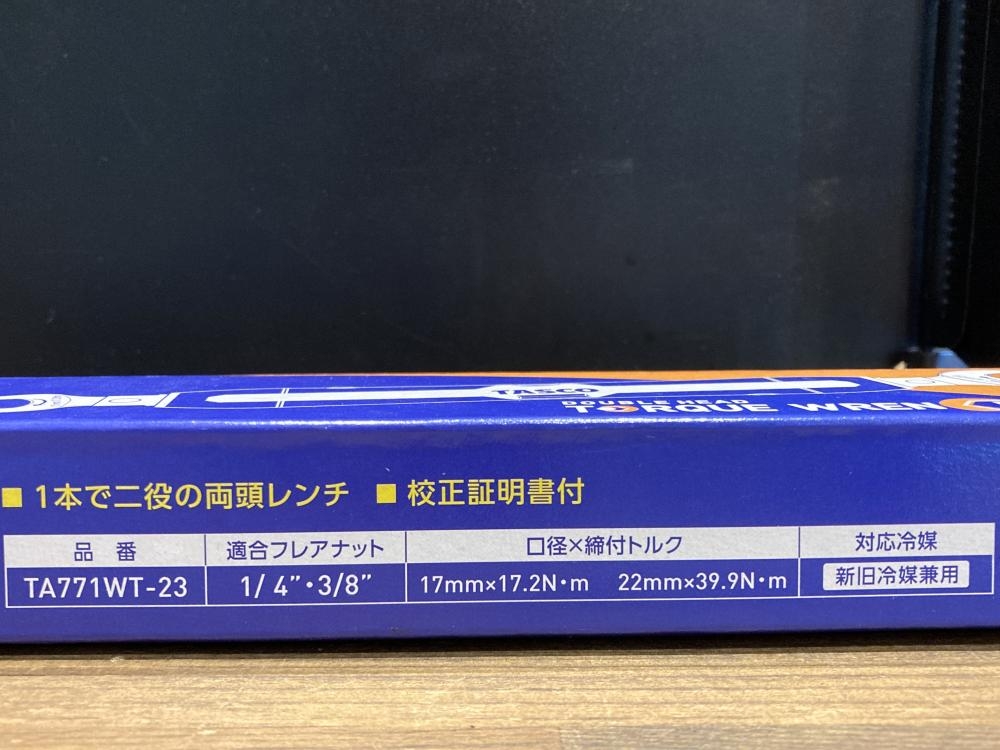 TASCO
DOUBLE HEAD
TORQUE WREN
■ 1本で二役の両頭レンチ ■ 校正証明書付
品番 適合フレアナット 口径×締付トルク 対応冷媒
TA771WT-23 1/4"・3/8" 17mm×17.2N・m 22mm×39.9N・m 新旧冷媒兼用